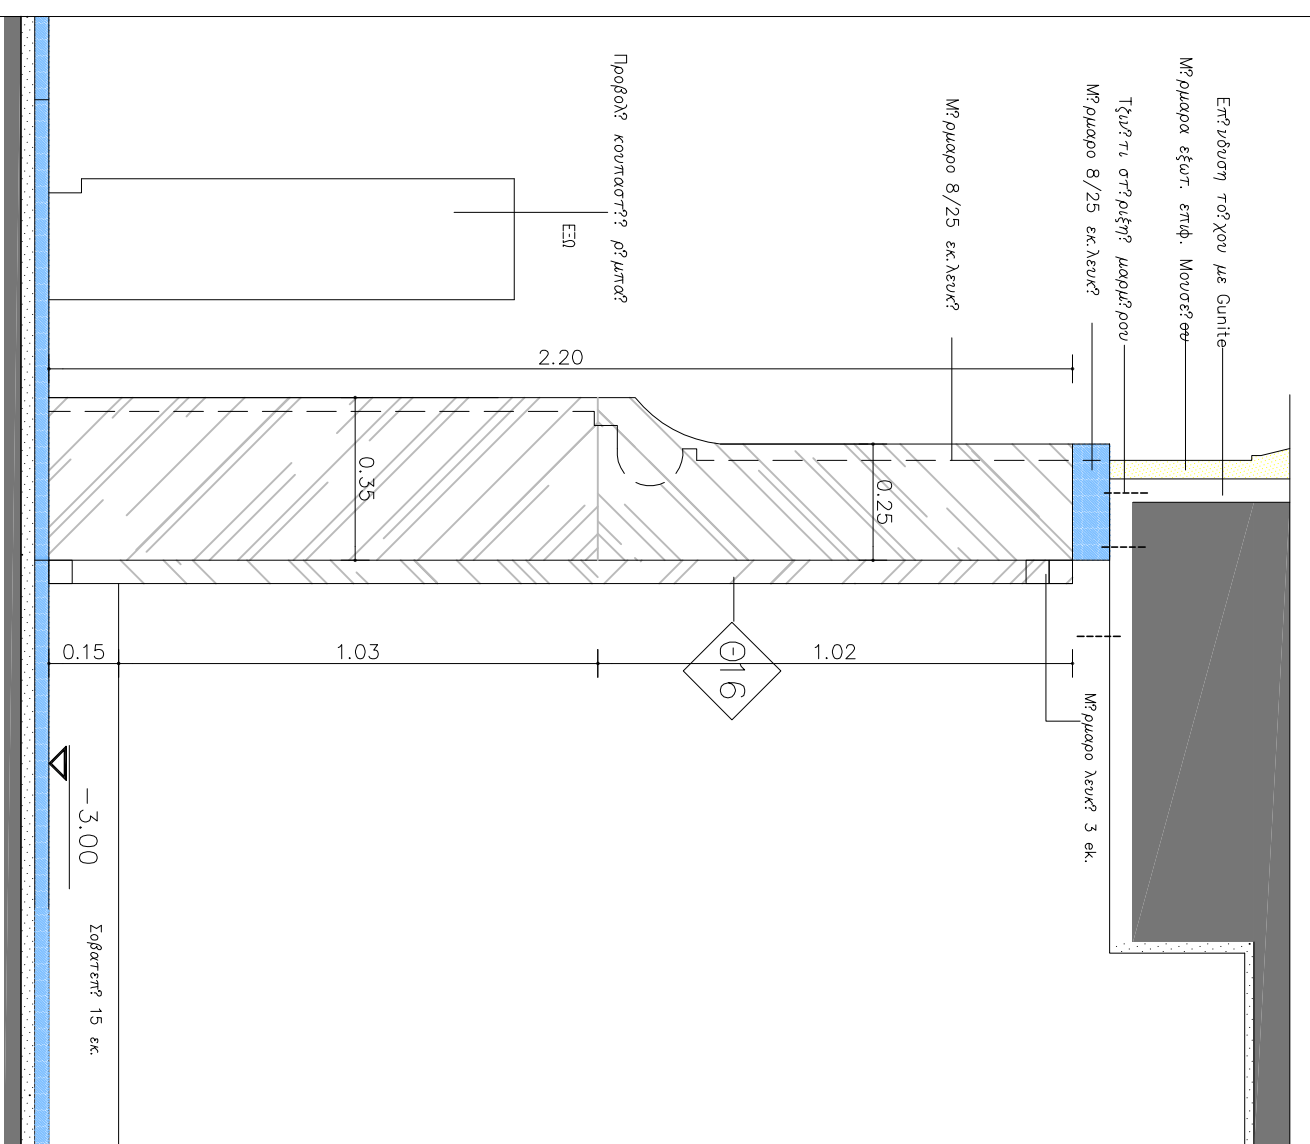 Επ?νδυση το?χου με Gunite
Μ?ρμαρα εξωτ. επιφ. Μουσε?ου
Τζιν?τι στ?ριξη? μαρμ?ρου
Μ?ρμαρο 8/25 εκ.λευκ?
Μ?ρμαρο 8/25 εκ.λευκ?
Προβολ? κουπαστ?? ρ?μπα?
ΕΞΩ
2.20
0.35
0.25
0.15
1.03
1.02
Θ16
Μ?ρμαρο λευκ? 3 ek.
-3.00
Σοβατεπ? 15 εκ.